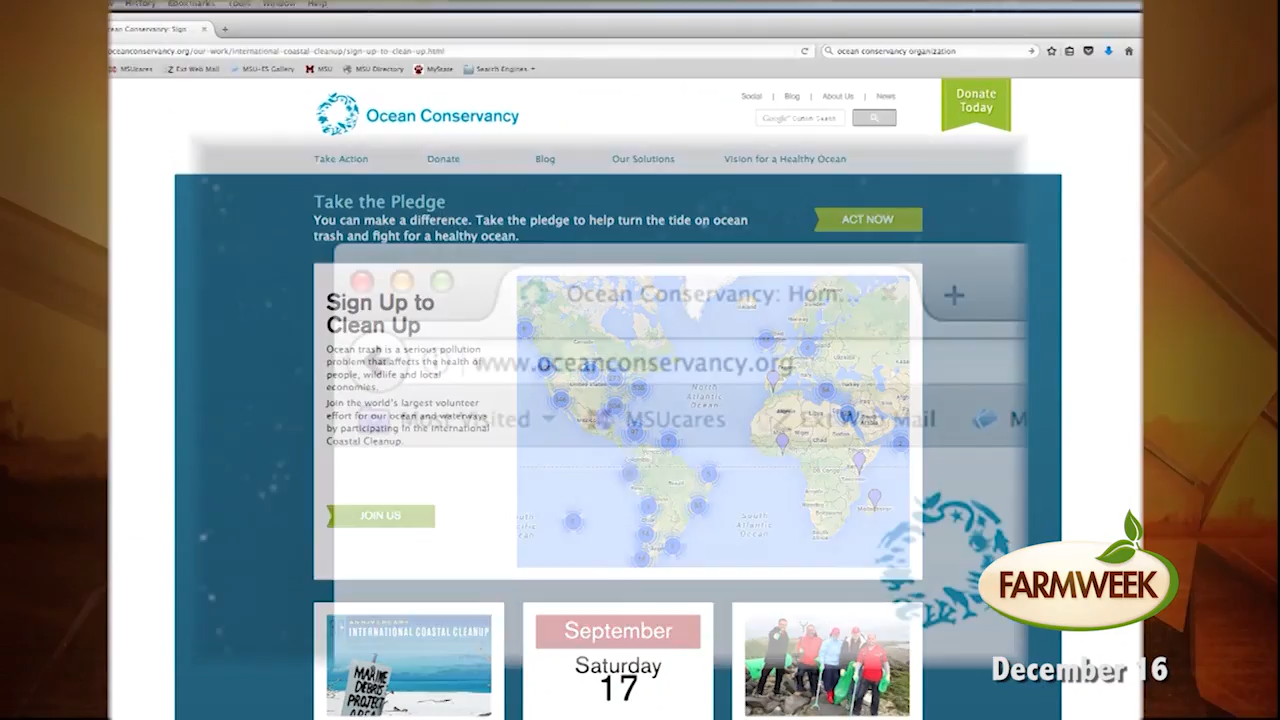 History Bookmarks Tools Window Help
Ocean Conservancy: Sign
oceanconservancy.org/our-work/international-coastal-cleanup/sign-up-to-clean-up.html
ocean conservancy organization
MSUcares Ext Web Mail MSU-ES Gallery MSU MSU Directory MyState Search Engines
Social | Blog | About Us | News
Donate
Today
Ocean Conservancy
Google Custom Search
Take Action Donate Blog Our Solutions Vision for a Healthy Ocean
Take the Pledge
You can make a difference. Take the pledge to help turn the tide on ocean
trash and fight for a healthy ocean.
ACT NOW
Ocean Conservancy: Hom...
Sign Up to
Clean Up
Ocean trash is a serious pollution
problem that affects the health of
people, wildlife and local
economies.
www.oceanconservancy.org
Join the world's largest volunteer
effort for our ocean and waterways
by participating in the International
Coastal Cleanup.
MSUcares Ext Web Mail M
North
Atlantic
Ocean
South
Atlantic
Ocean
JOIN US
FARMWEEK
INTERNATIONAL COASTAL CLEANUP
MARINE
DEBRIS
PROJECT
AREA
September
Saturday
17
December 16